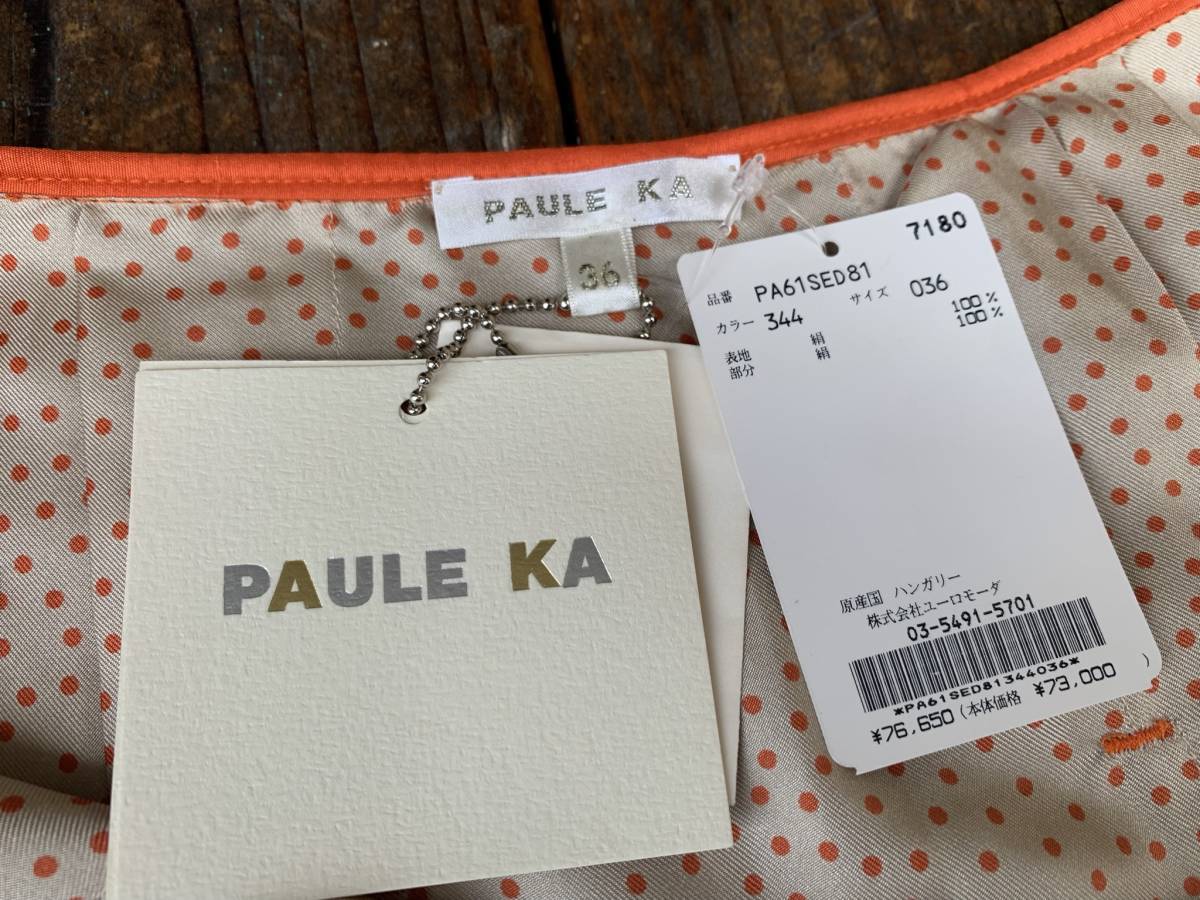 PAULE KA
36
PAULE KA
7180
品番 PA61SED81
カラー 344 サイズ 036
表地 絹 100%
部分 絹 100%
原産国 ハンガリー
株式会社ユーロモーダ
03-5491-5701
*PA61SED81344036*
¥76,650(本体価格 ¥73,000 )